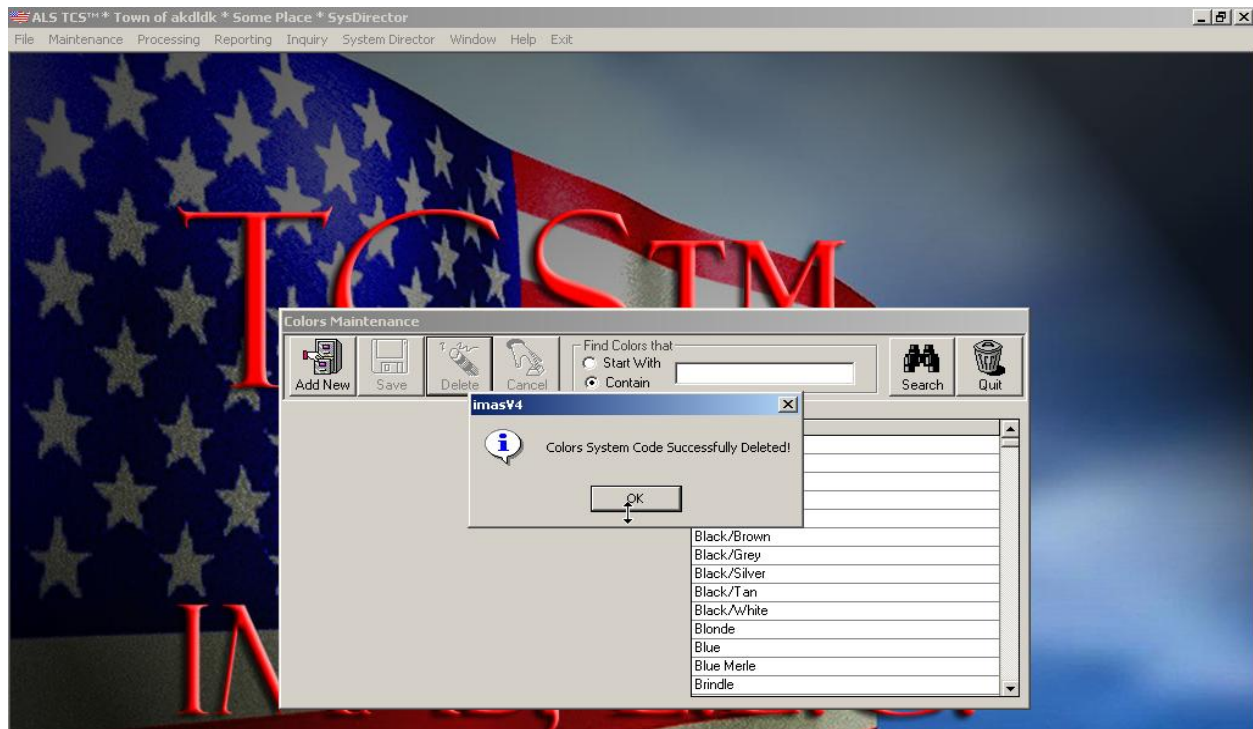 ALS TCS™ * Town of akdldk * Some Place * SysDirector
File Maintenance Processing Reporting Inquiry System Director Window Help Exit
TCSTM
Colors Maintenance
Find Colors that
Start With
Contain
Add New Save Delete Cancel Search Quit
imasV4
Colors System Code Successfully Deleted!
OK
Black/Brown
Black/Grey
Black/Silver
Black/Tan
Black/White
Blonde
Blue
Blue Merle
Brindle